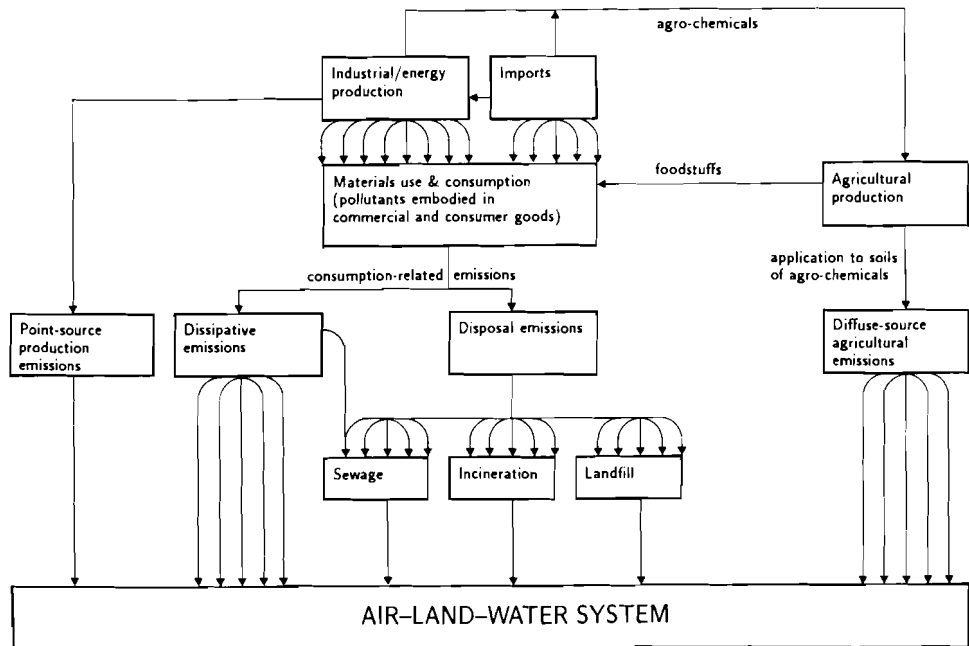 agro-chemicals
Industrial/energy
production
Imports
Materials use & consumption
(pollutants embodied in
commercial and consumer goods)
foodstuffs
Agricultural
production
application to soils
of agro-chemicals
consumption-related emissions
Point-source
production
emissions
Dissipative
emissions
Disposal emissions
Diffuse-source
agricultural
emissions
Sewage
Incineration
Landfill
AIR–LAND–WATER SYSTEM